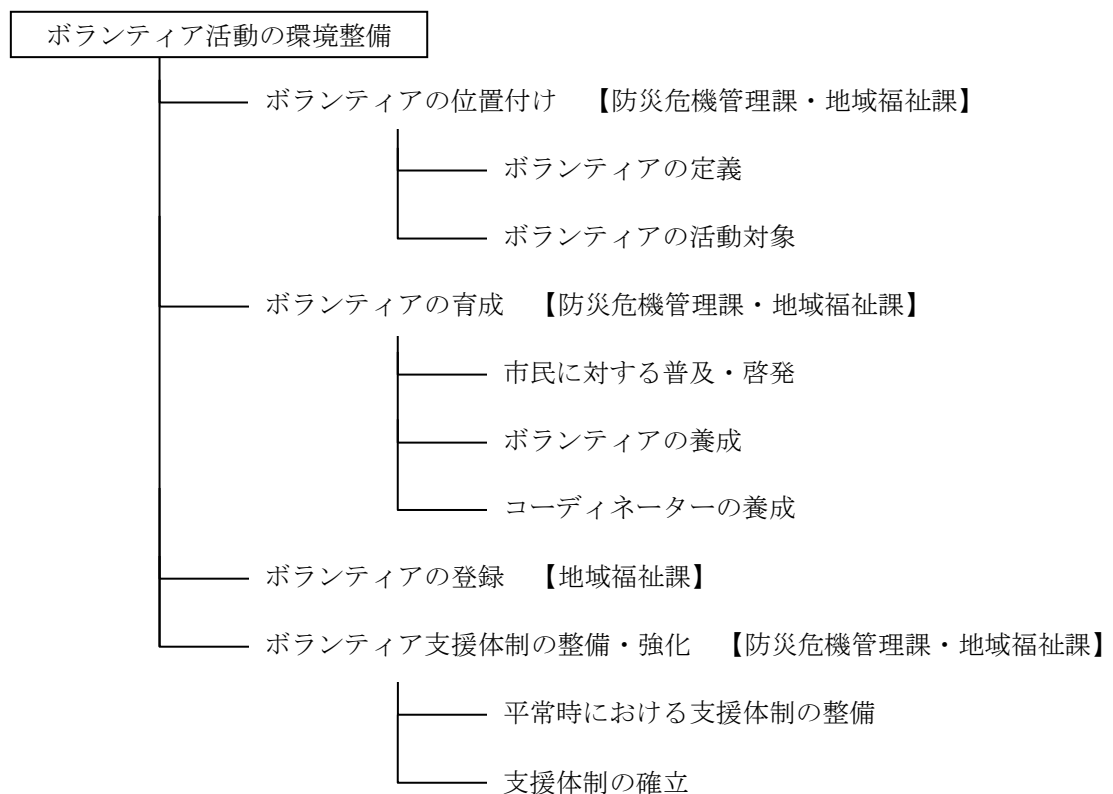 ボランティア活動の環境整備
ボランティアの位置付け　【防災危機管理課・地域福祉課】
ボランティアの定義
ボランティアの活動対象
ボランティアの育成　【防災危機管理課・地域福祉課】
市民に対する普及・啓発
ボランティアの養成
コーディネーターの養成
ボランティアの登録　【地域福祉課】
ボランティア支援体制の整備・強化　【防災危機管理課・地域福祉課】
平常時における支援体制の整備
支援体制の確立